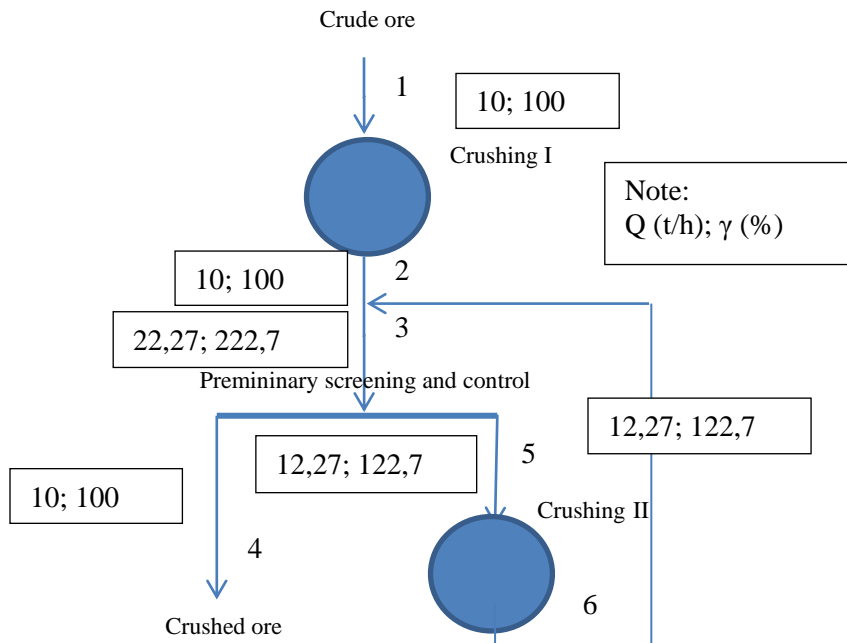 Crude ore
1
10; 100
Crushing I
Note:
Q (t/h); γ (%)
2
10; 100
3
22,27; 222,7
Premininary screening and control
12,27; 122,7
5
12,27; 122,7
10; 100
Crushing II
4
6
Crushed ore